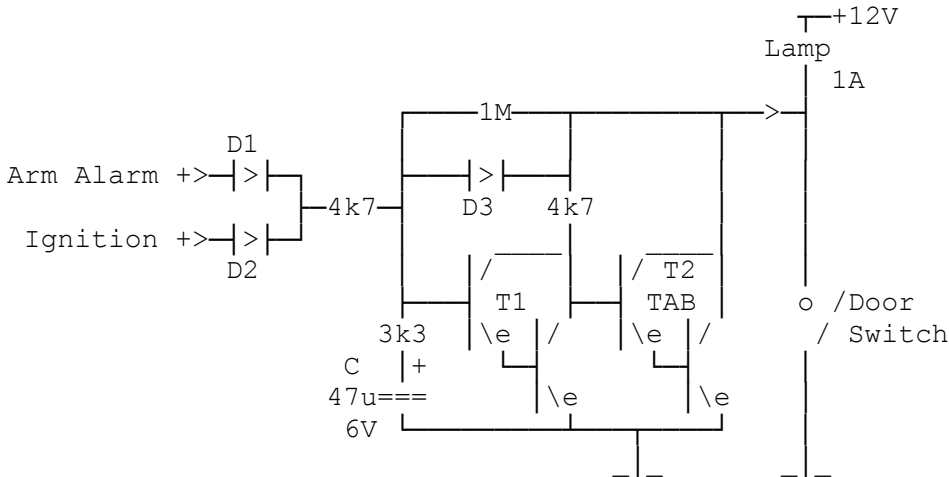 +12V
Lamp
1A
1M
D1
Arm Alarm +>
D3
4k7
4k7
Ignition +>
D2
T1
T2
TAB
o /Door
/ Switch
3k3
\e
\e
C +
47u===
\e
\e
6V